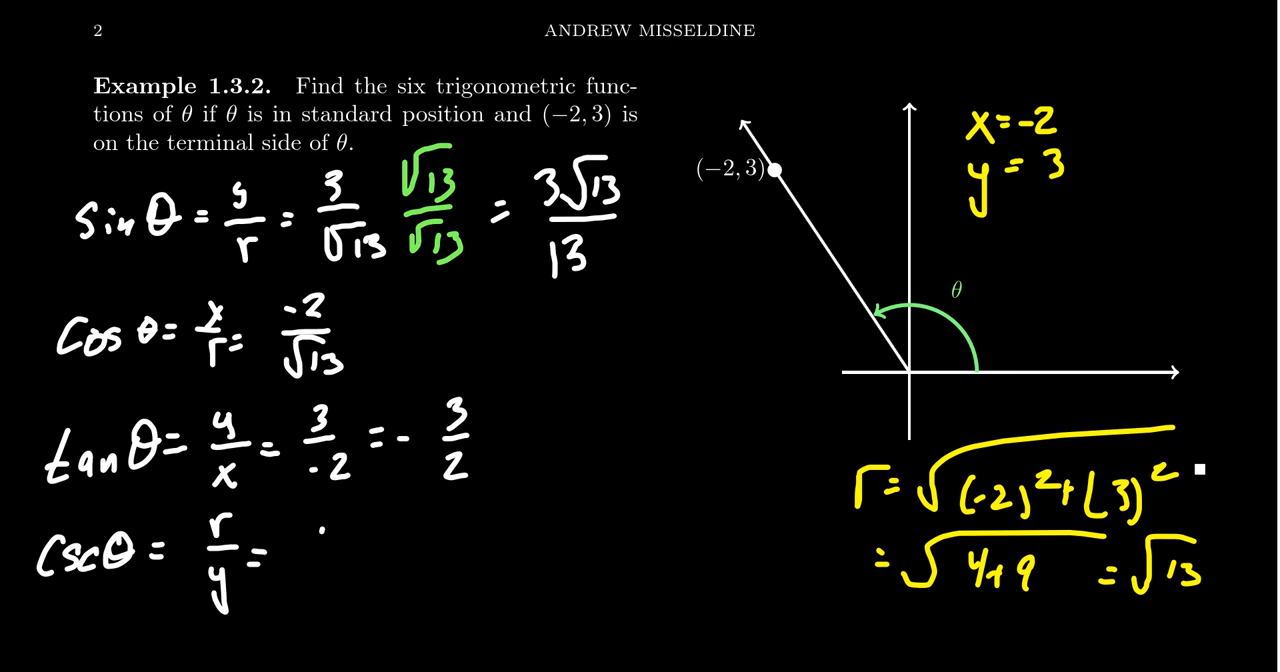 2 ANDREW MISSELDINE
Example 1.3.2. Find the six trigonometric func-
tions of θ if θ is in standard position and (−2, 3) is
on the terminal side of θ.
sin θ = y/r = 3/√13 √13/√13 = 3√13/13
cos θ = x/r = -2/√13
tan θ = y/x = 3/-2 = - 3/2
csc θ = r/y =
x = -2
y = 3
(−2, 3)
θ
r = √((-2)² + (3)²
= √(4+9) = √13